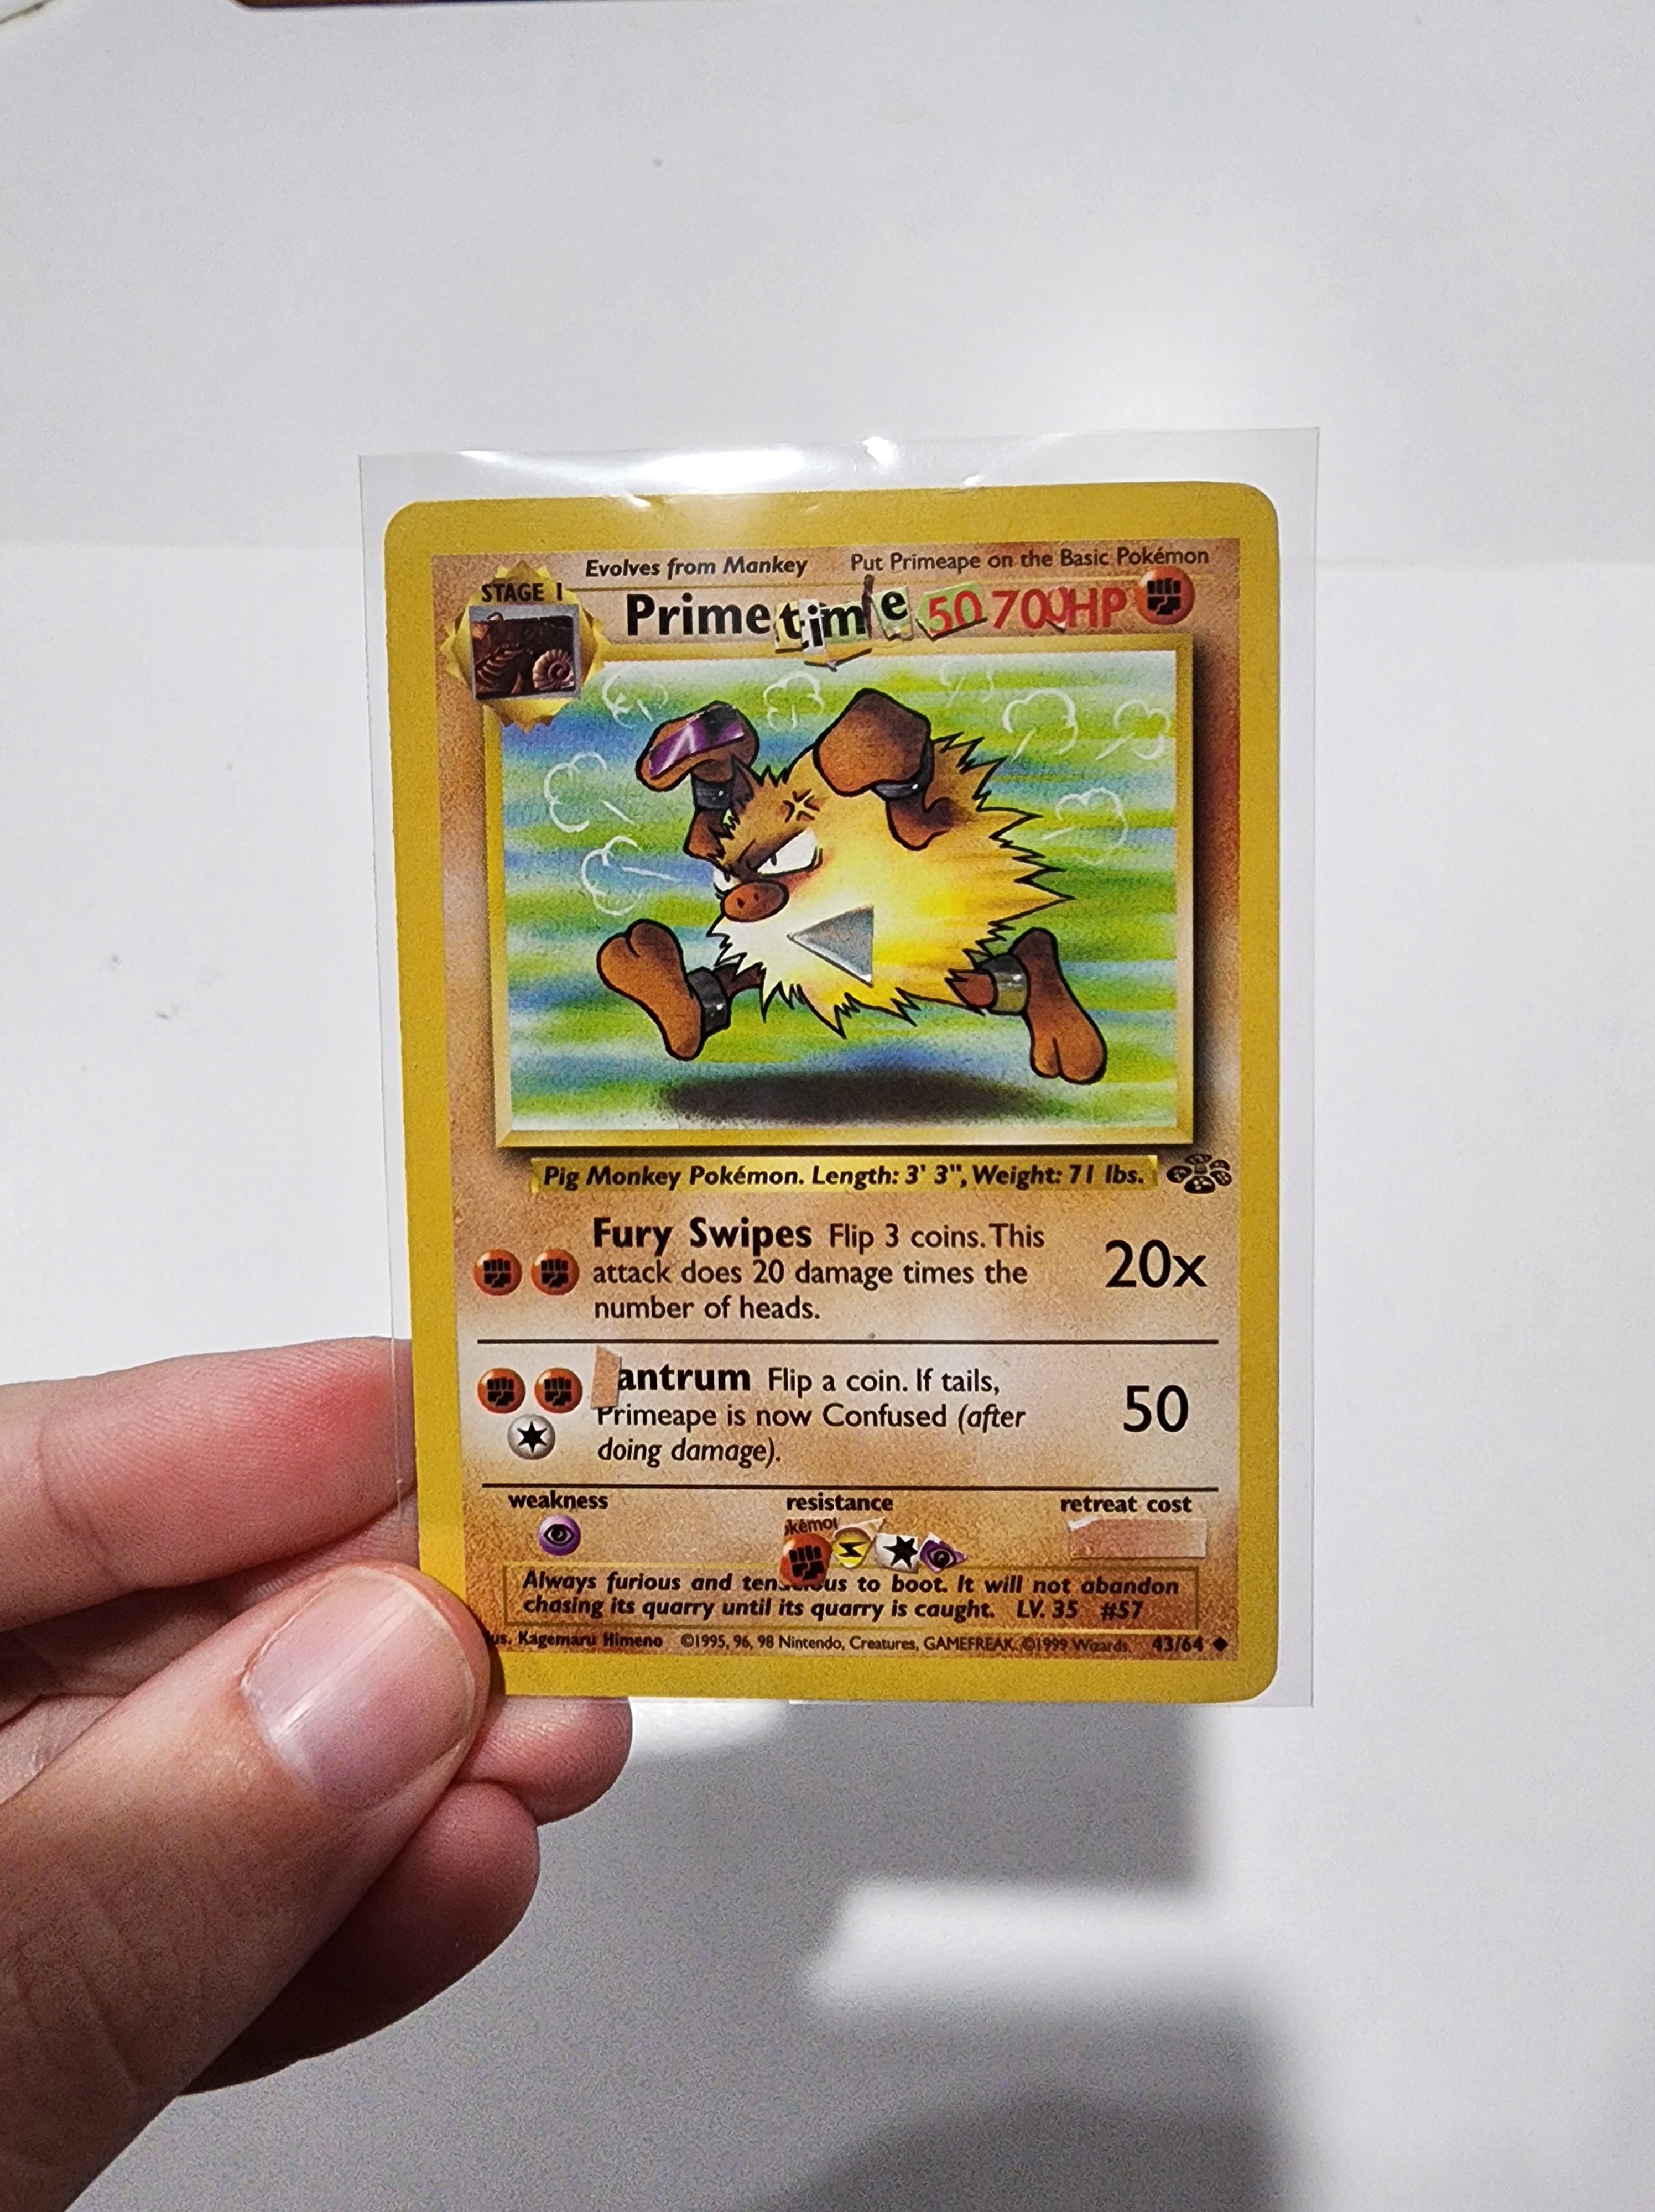 Evolves from Mankey Put Primeape on the Basic Pokémon
STAGE 1
Primetime 50 700HP
Pig Monkey Pokémon. Length: 3' 3", Weight: 71 lbs.
Fury Swipes Flip 3 coins. This
attack does 20 damage times the
number of heads.
20x
antrum Flip a coin. If tails,
Primeape is now Confused (after
doing damage).
50
weakness resistance retreat cost
kémo
Always furious and to boot. It will not abandon
chasing its quarry until its quarry is caught. LV. 35 #57
us. Kagemaru Himeno ©1995, 96, 98 Nintendo, Creatures, GAMEFREAK. ©1999 Wizards. 43/64